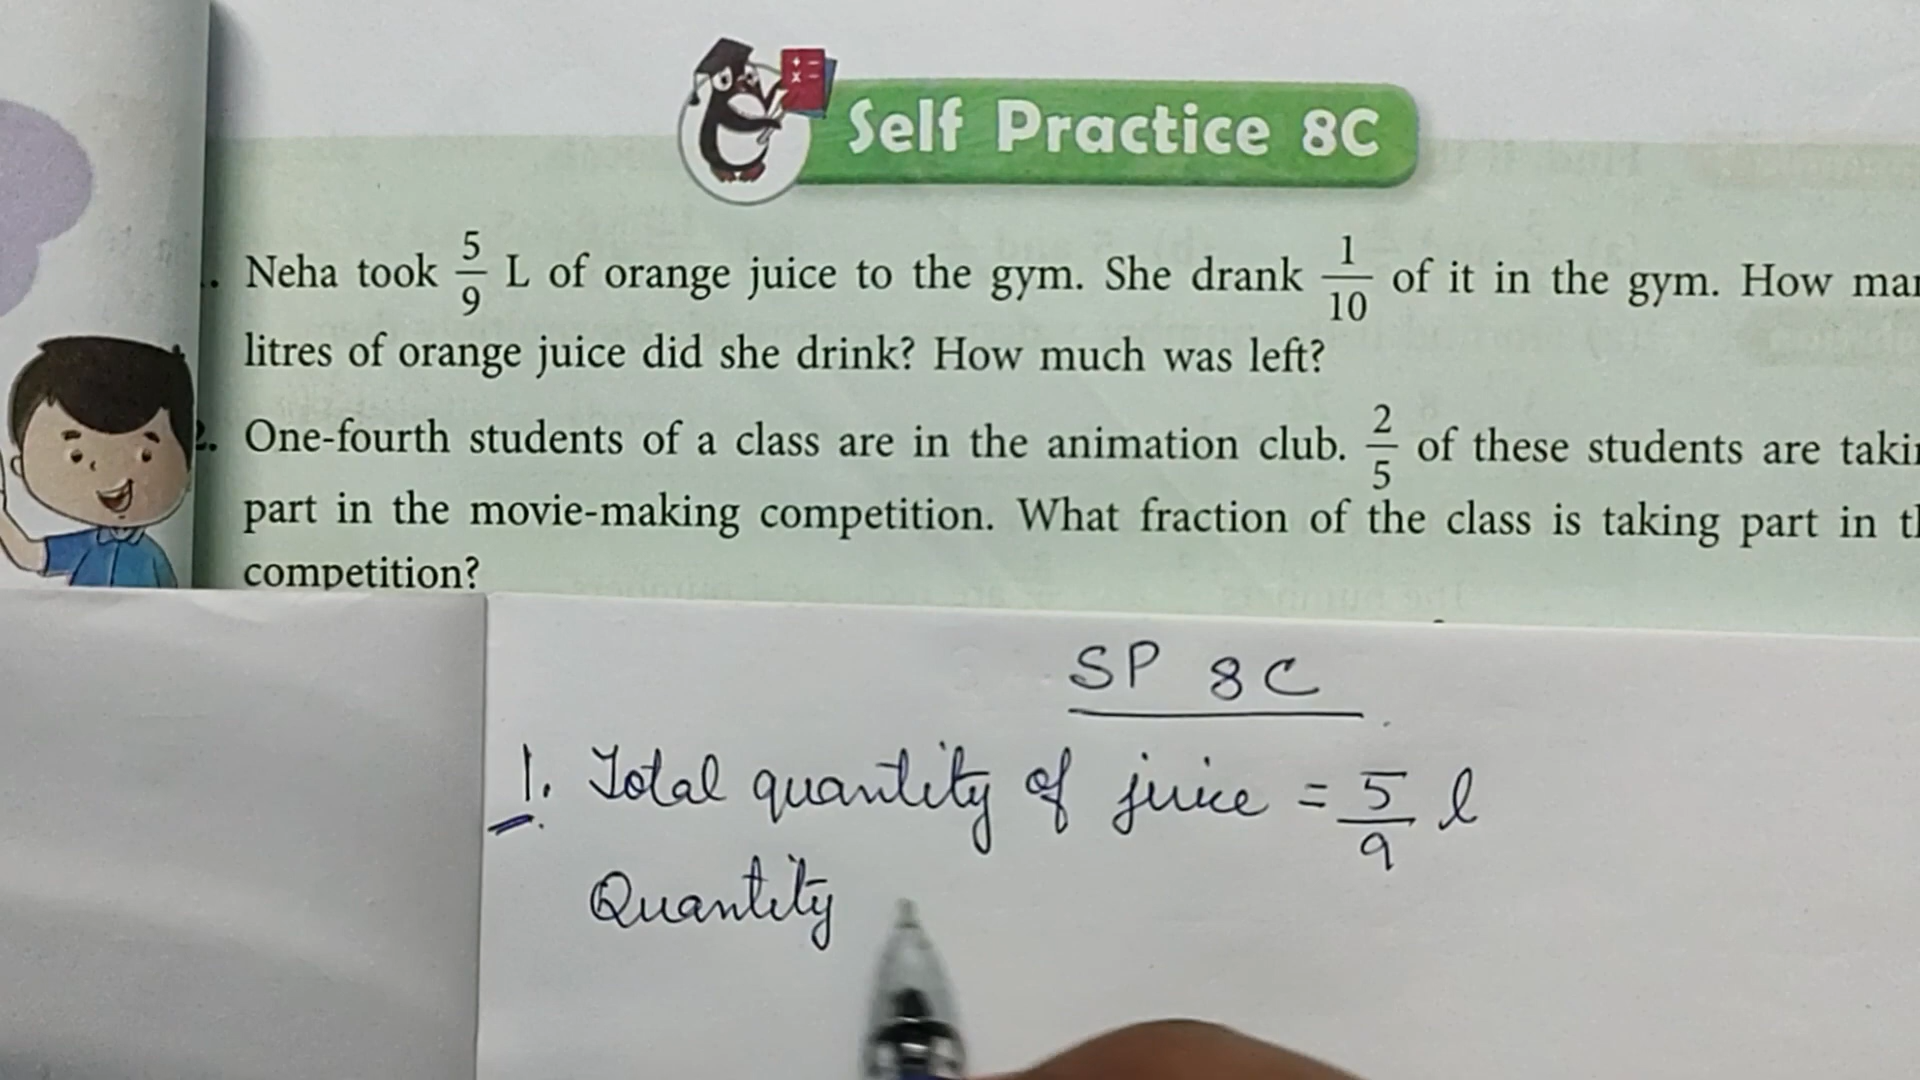 Self Practice 8C
. Neha took 5/9 L of orange juice to the gym. She drank 1/10 of it in the gym. How
litres of orange juice did she drink? How much was left?
2. One-fourth students of a class are in the animation club. 2/5 of these students are
part in the movie-making competition. What fraction of the class is taking part in
competition?
SP 8C
1. Total quantity of juice = 5/9 l
Quantity